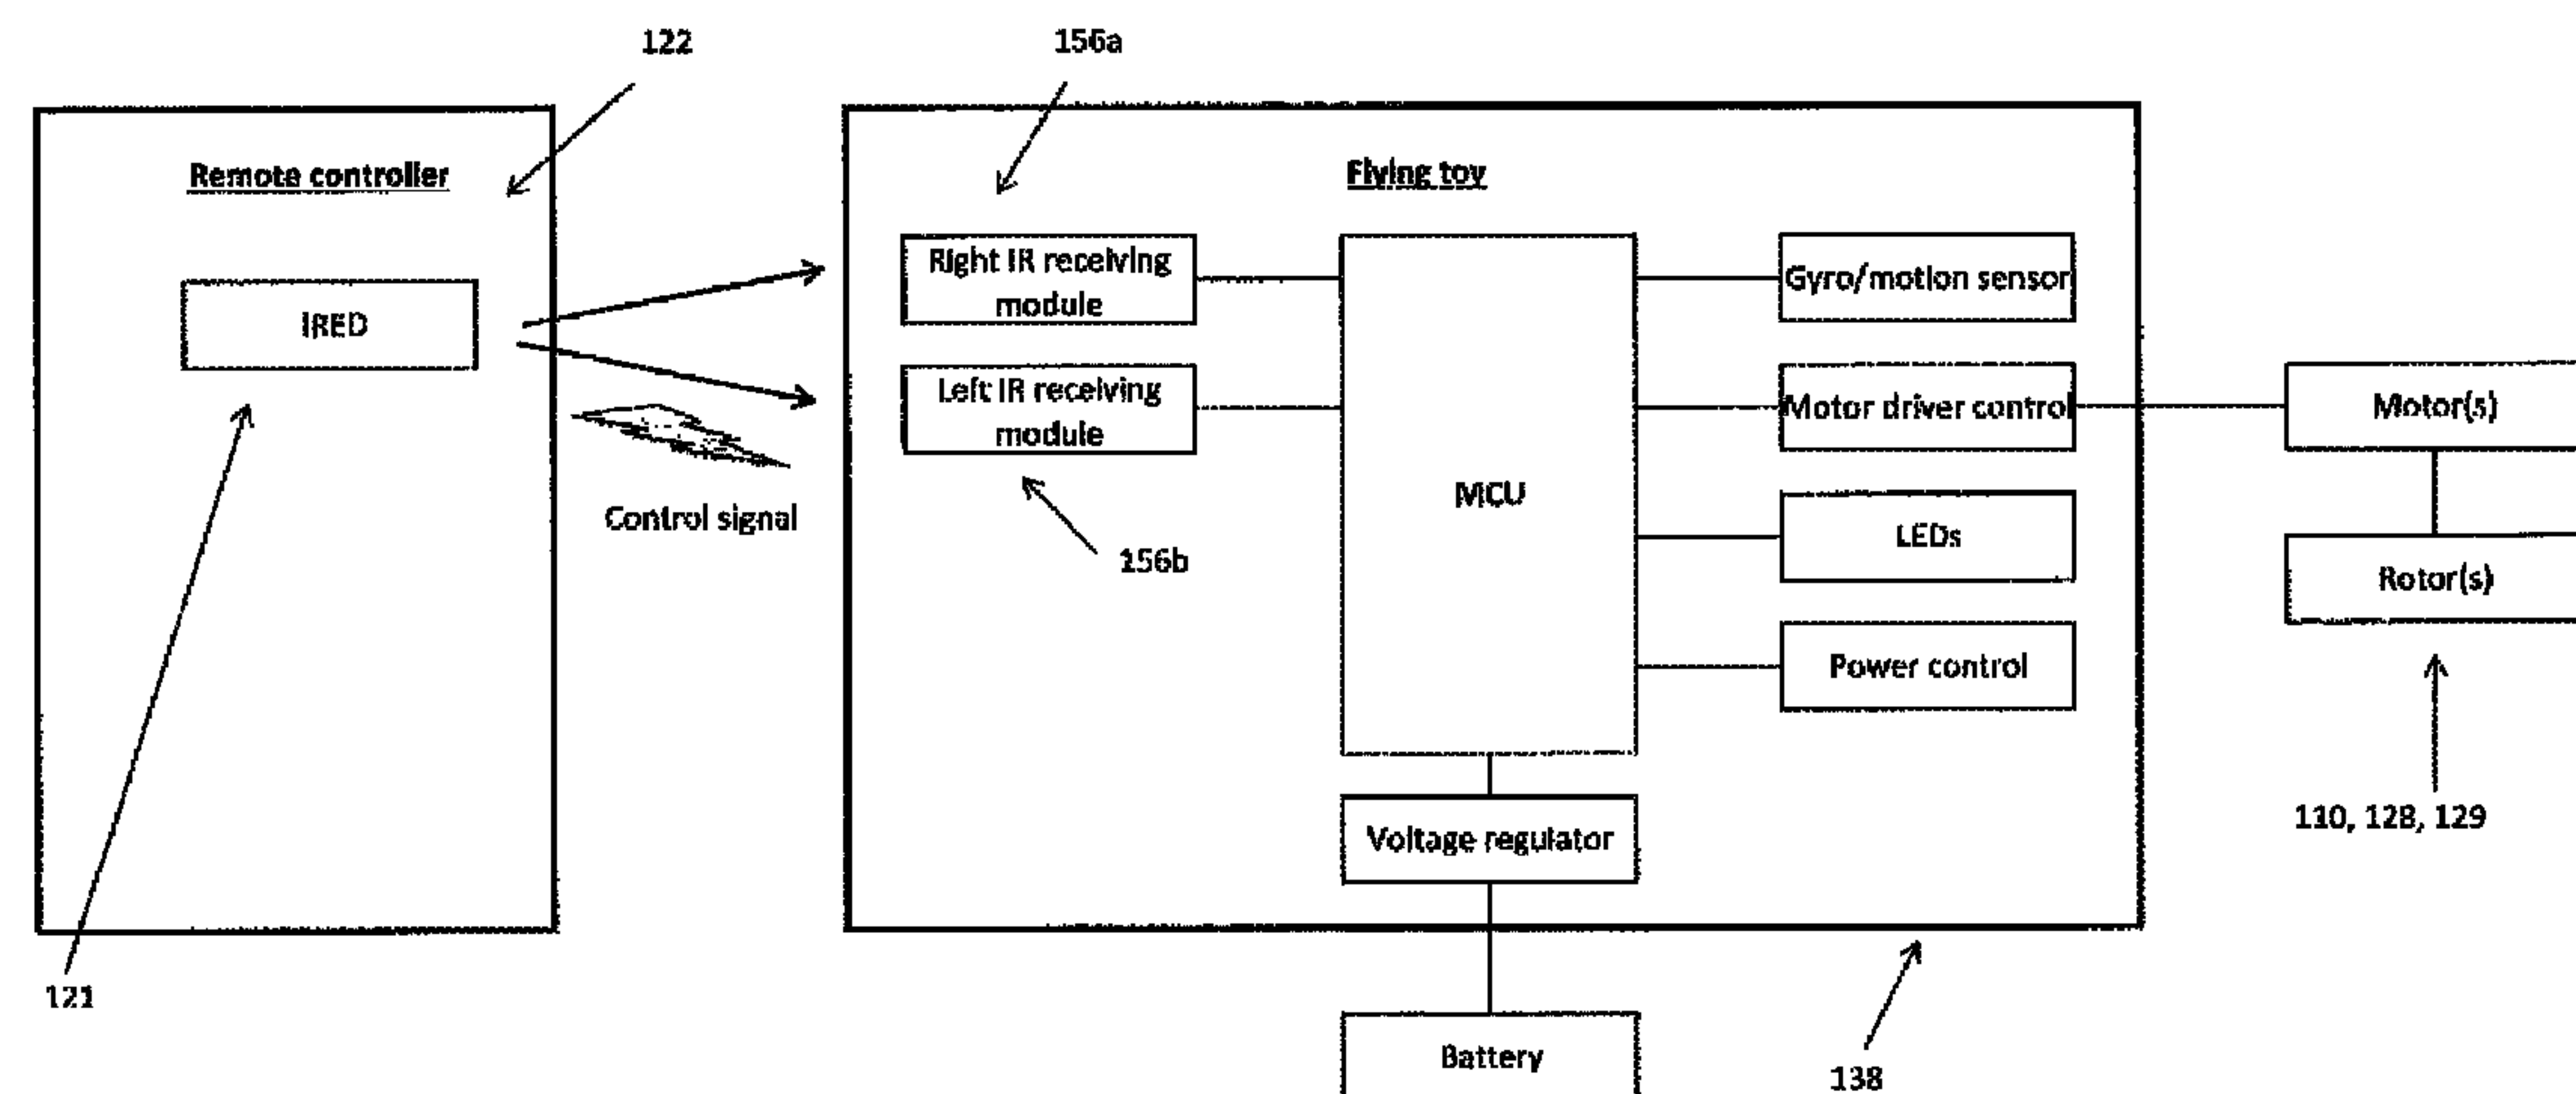 122
156a
Remote controller
IRED
Control signal
121
Flying toy
Right IR receiving
module
Left IR receiving
module
156b
MCU
Gyro/motion sensor
Motor driver control
LEDs
Power control
Voltage regulator
Battery
138
Motor(s)
Rotor(s)
110, 128, 129